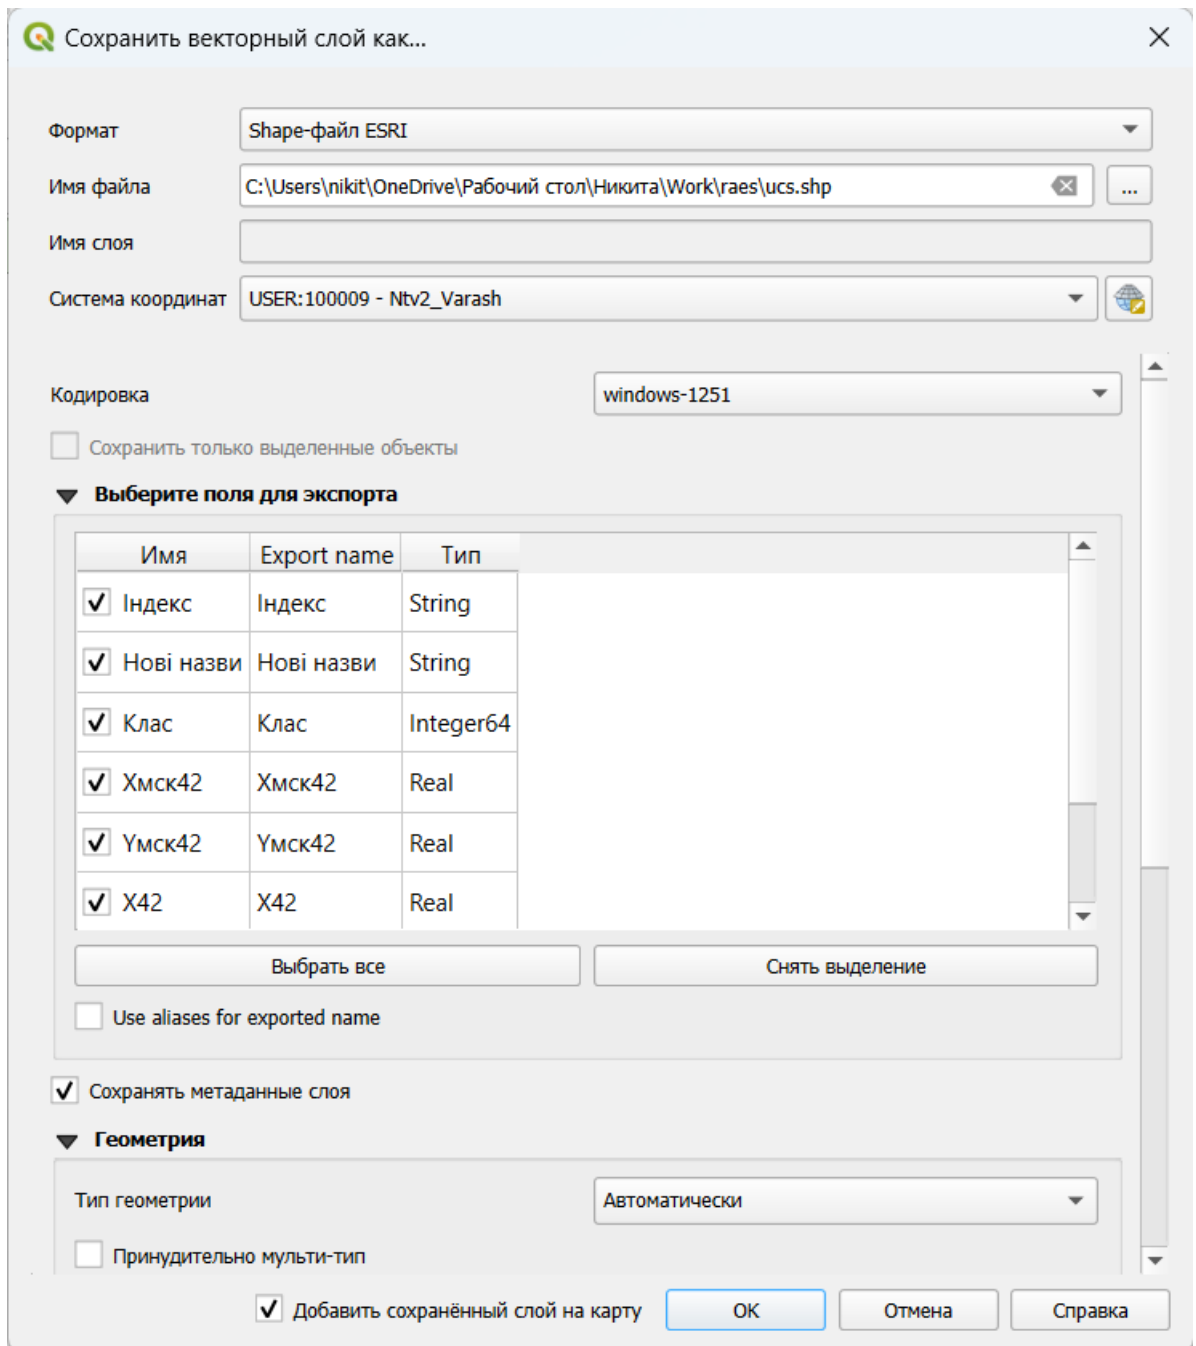 Сохранить векторный слой как...
Формат Shape-файл ESRI
Имя файла C:\Users\nikit\OneDrive\Рабочий стол\Никита\Work\raes\ucs.shp ...
Имя слоя
Система координат USER:100009 - Ntv2_Varash
Кодировка windows-1251
Сохранить только выделенные объекты
Выберите поля для экспорта
Имя Export name Тип
Індекс Індекс String
Нові назви Нові назви String
Клас Клас Integer64
Хмск42 Хмск42 Real
Yмск42 Yмск42 Real
X42 X42 Real
Выбрать все Снять выделение
Use aliases for exported name
Сохранять метаданные слоя
Геометрия
Тип геометрии Автоматически
Принудительно мульти-тип
Добавить сохранённый слой на карту OK Отмена Справка